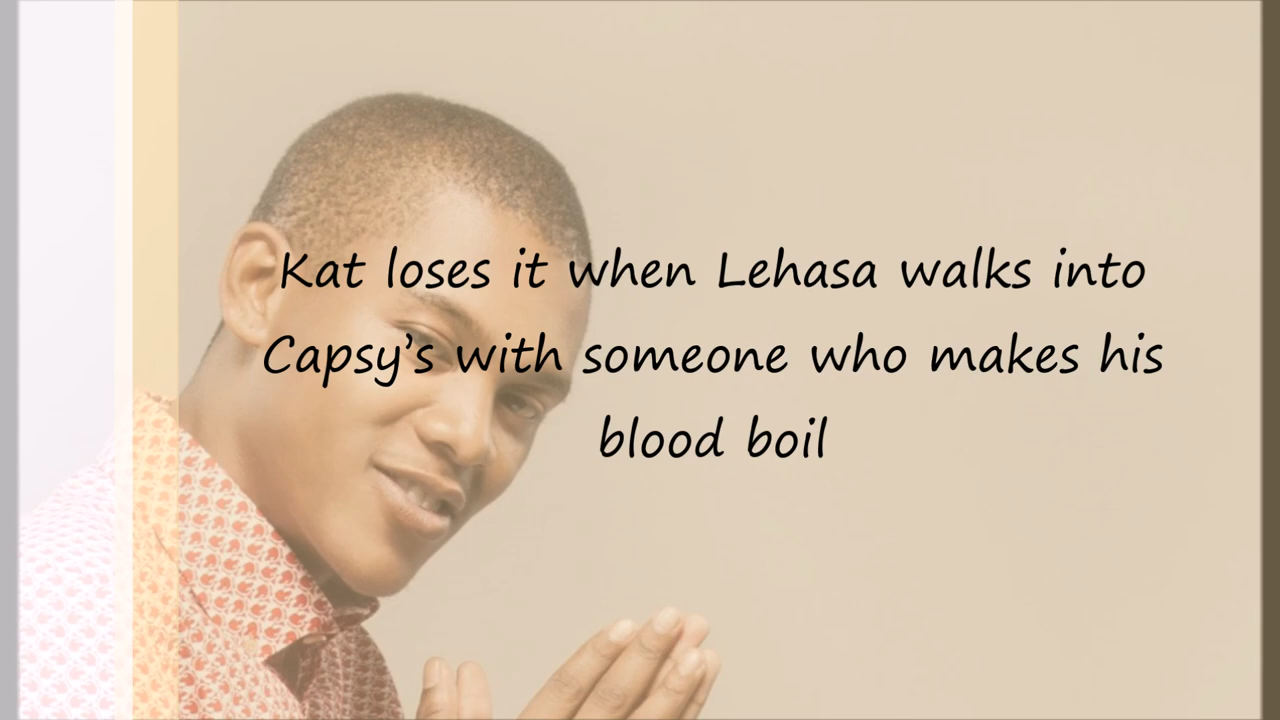 Kat loses it when Lehasa walks into
Capsy’s with someone who makes his
blood boil